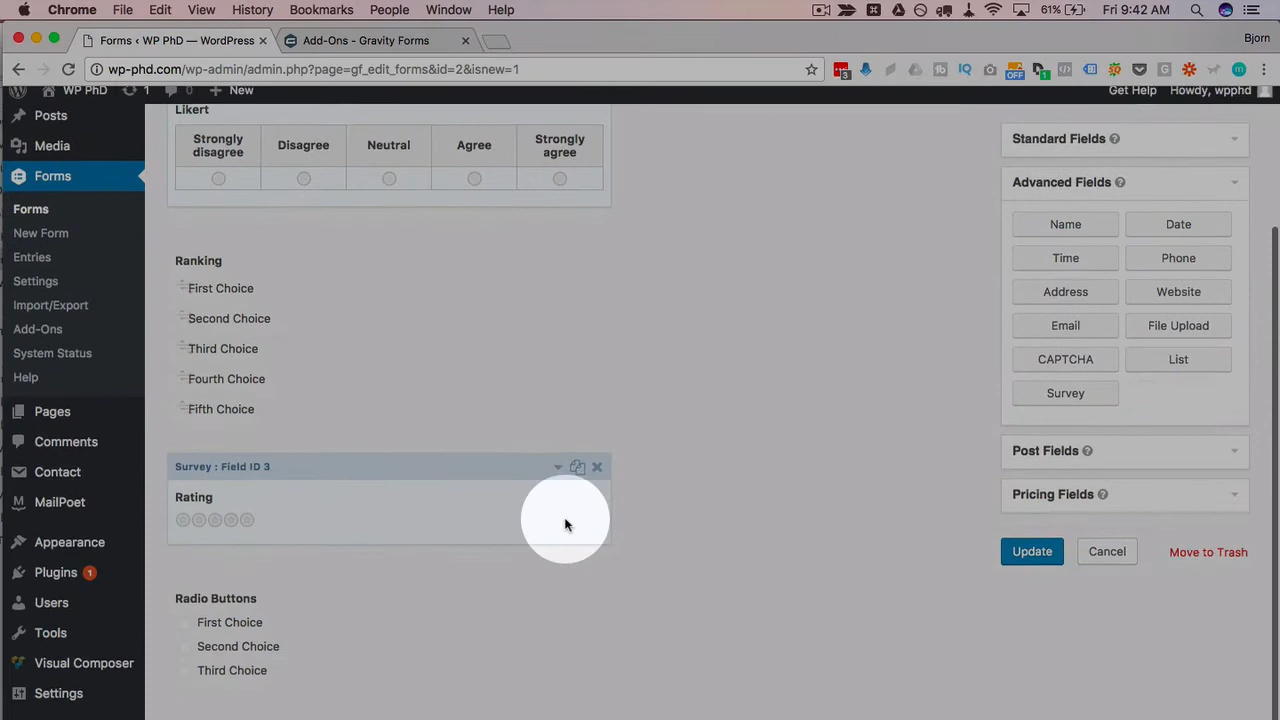 Chrome File Edit View History Bookmarks People Window Help 61% Fri 9:42 AM
Forms ‹ WP PhD — WordPress Add-Ons - Gravity Forms Bjorn
wp-phd.com/wp-admin/admin.php?page=gf_edit_forms&id=2&isnew=1
WP PhD 1 0 New Get Help Howdy, wpphd
Posts
Media
Forms
Forms
New Form
Entries
Settings
Import/Export
Add-Ons
System Status
Help
Pages
Comments
Contact
MailPoet
Appearance
Plugins 1
Users
Tools
Visual Composer
Settings
Likert
Strongly disagree Disagree Neutral Agree Strongly agree
Ranking
First Choice
Second Choice
Third Choice
Fourth Choice
Fifth Choice
Survey : Field ID 3
Rating
Radio Buttons
First Choice
Second Choice
Third Choice
Standard Fields
Advanced Fields
Name Date
Time Phone
Address Website
Email File Upload
CAPTCHA List
Survey
Post Fields
Pricing Fields
Update Cancel Move to Trash